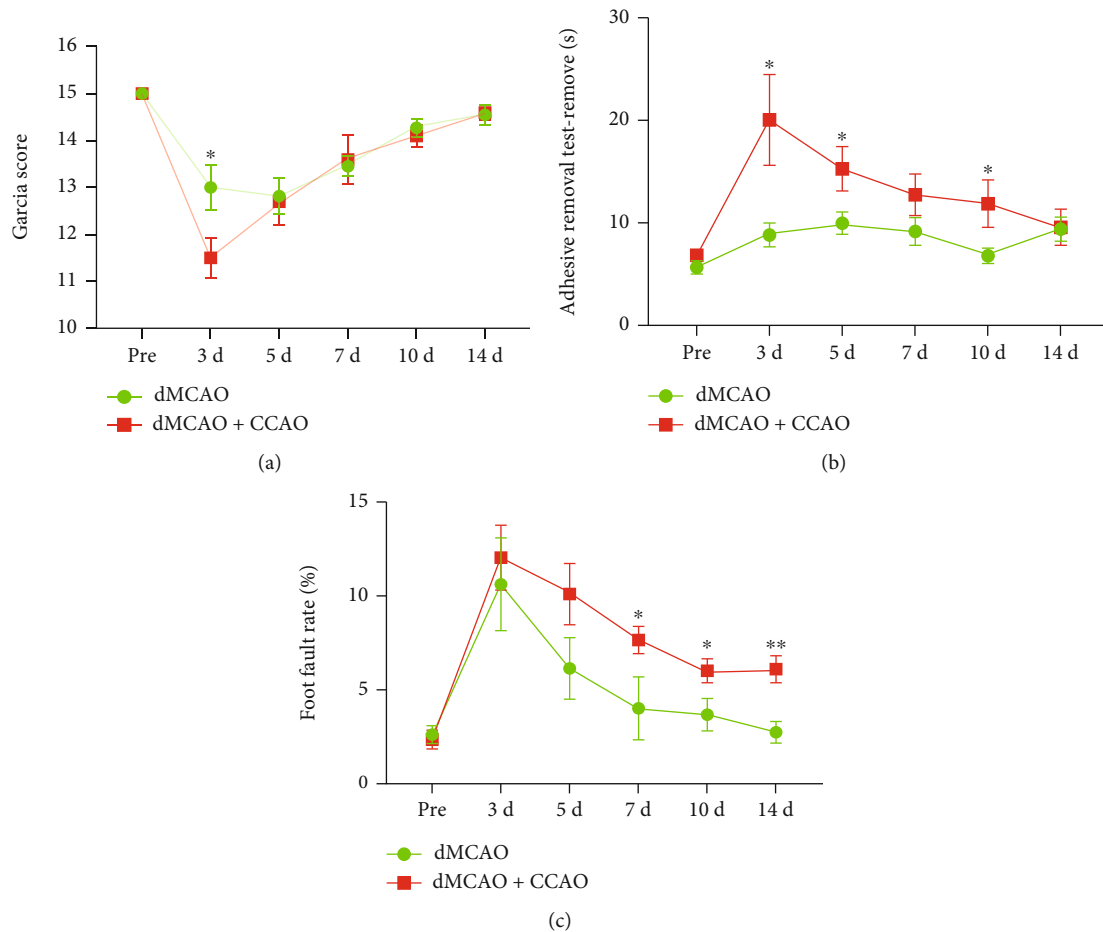 16
15
14
13
12
11
10
Garcia score
*
Pre
3 d
5 d
7 d
10 d
14 d
dMCAO
dMCAO + CCAO
(a)
30
20
10
0
Adhesive removal test-remove (s)
*
*
*
Pre
3 d
5 d
7 d
10 d
14 d
dMCAO
dMCAO + CCAO
(b)
15
10
5
0
Foot fault rate (%)
*
*
**
Pre
3 d
5 d
7 d
10 d
14 d
dMCAO
dMCAO + CCAO
(c)